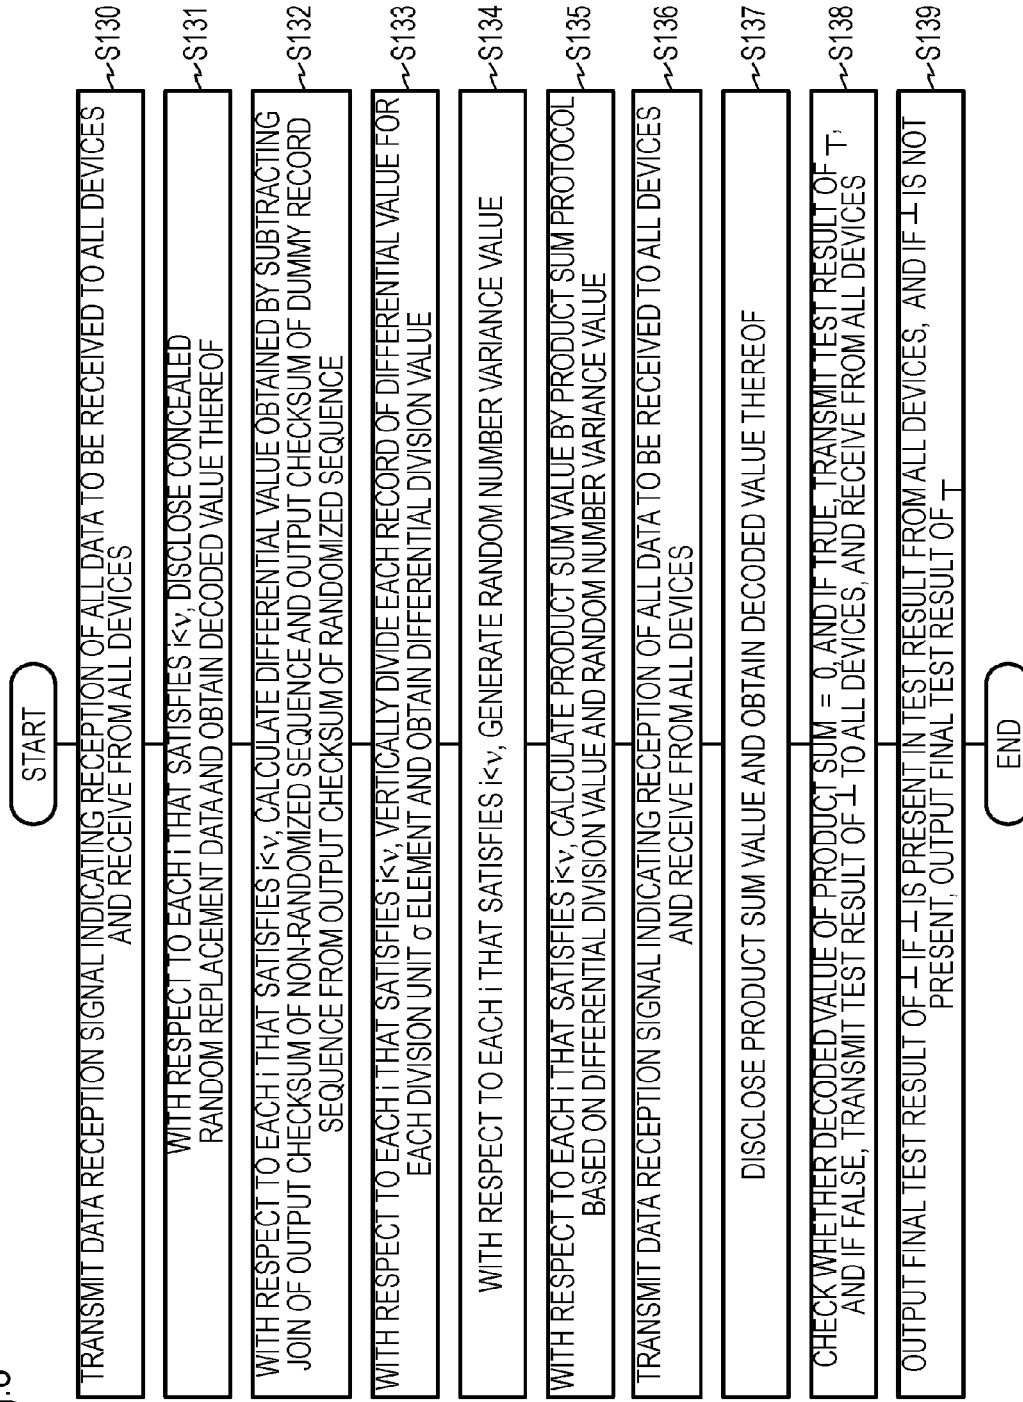 START
TRANSMIT DATA RECEPTION SIGNAL INDICATING RECEPTION OF ALL DATA TO BE RECEIVED TO ALL DEVICES
AND RECEIVE FROM ALL DEVICES
S130
WITH RESPECT TO EACH i THAT SATISFIES i<ν, DISCLOSE CONCEALED
RANDOM REPLACEMENT DATA AND OBTAIN DECODED VALUE THEREOF
S131
WITH RESPECT TO EACH i THAT SATISFIES i<ν, CALCULATE DIFFERENTIAL VALUE OBTAINED BY SUBTRACTING
JOIN OF OUTPUT CHECKSUM OF NON-RANDOMIZED SEQUENCE AND OUTPUT CHECKSUM OF DUMMY RECORD
SEQUENCE FROM OUTPUT CHECKSUM OF RANDOMIZED SEQUENCE
S132
WITH RESPECT TO EACH i THAT SATISFIES i<ν, VERTICALLY DIVIDE EACH RECORD OF DIFFERENTIAL VALUE FOR
EACH DIVISION UNIT σ ELEMENT AND OBTAIN DIFFERENTIAL DIVISION VALUE
S133
WITH RESPECT TO EACH i THAT SATISFIES i<ν, GENERATE RANDOM NUMBER VARIANCE VALUE
S134
WITH RESPECT TO EACH i THAT SATISFIES i<ν, CALCULATE PRODUCT SUM VALUE BY PRODUCT SUM PROTOCOL
BASED ON DIFFERENTIAL DIVISION VALUE AND RANDOM NUMBER VARIANCE VALUE
S135
TRANSMIT DATA RECEPTION SIGNAL INDICATING RECEPTION OF ALL DATA TO BE RECEIVED TO ALL DEVICES
AND RECEIVE FROM ALL DEVICES
S136
DISCLOSE PRODUCT SUM VALUE AND OBTAIN DECODED VALUE THEREOF
S137
CHECK WHETHER DECODED VALUE OF PRODUCT SUM = 0, AND IF TRUE, TRANSMIT TEST RESULT OF ⊤,
AND IF FALSE, TRANSMIT TEST RESULT OF ⊥ TO ALL DEVICES, AND RECEIVE FROM ALL DEVICES
S138
OUTPUT FINAL TEST RESULT OF ⊥ IF ⊥ IS PRESENT IN TEST RESULT FROM ALL DEVICES, AND IF ⊥ IS NOT
PRESENT, OUTPUT FINAL TEST RESULT OF ⊤
S139
END